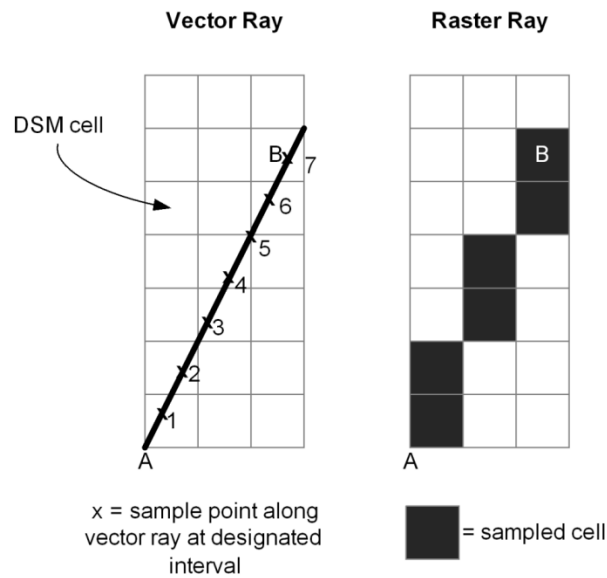 Vector Ray
Raster Ray
DSM cell
B
7
6
5
4
3
2
1
A
B
A
x = sample point along
vector ray at designated
interval
= sampled cell